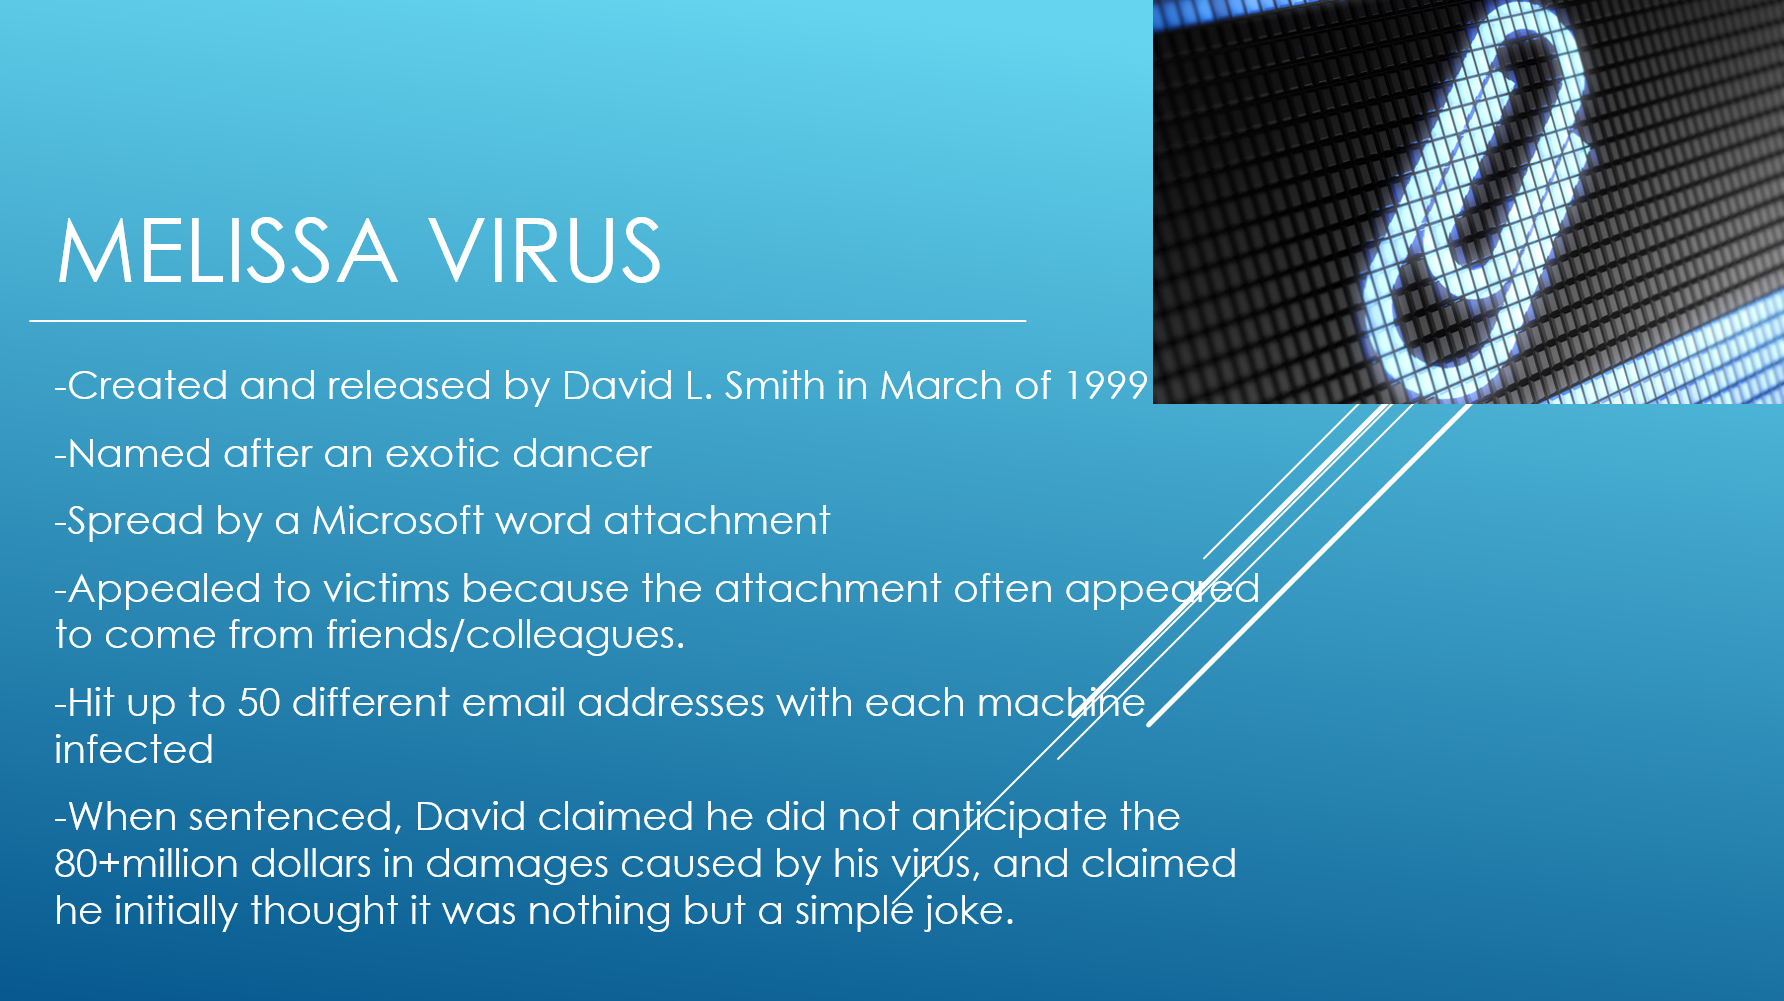 MELISSA VIRUS
-Created and released by David L. Smith in March of 1999
-Named after an exotic dancer
-Spread by a Microsoft word attachment
-Appealed to victims because the attachment often appeared
to come from friends/colleagues.
-Hit up to 50 different email addresses with each machine
infected
-When sentenced, David claimed he did not anticipate the
80+million dollars in damages caused by his virus, and claimed
he initially thought it was nothing but a simple joke.